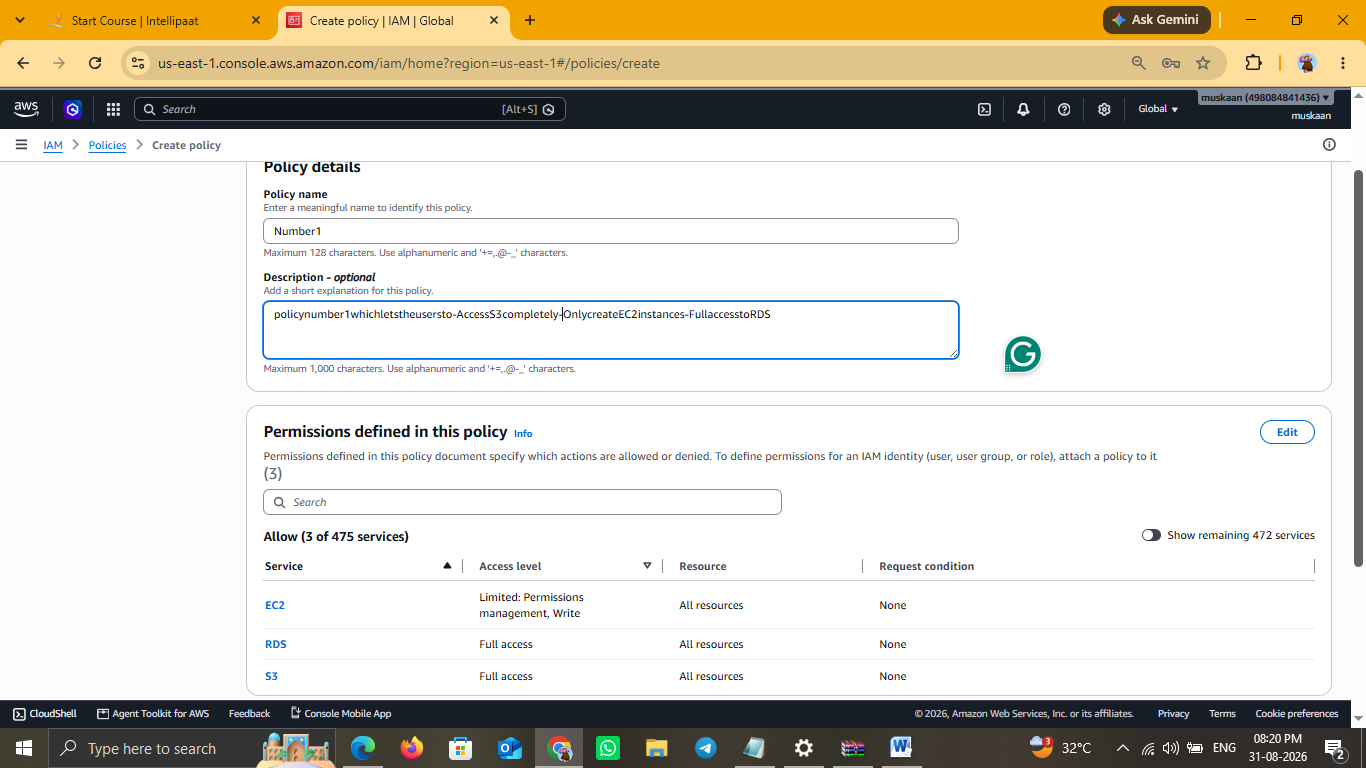 Start Course | Intellipaat
Create policy | IAM | Global
Ask Gemini
us-east-1.console.aws.amazon.com/iam/home?region=us-east-1#/policies/create
aws
Search
[Alt+S]
Global
muskaan (498084841436)
muskaan
IAM
Policies
Create policy
Policy details
Policy name
Enter a meaningful name to identify this policy.
Number1
Maximum 128 characters. Use alphanumeric and '+=,.@-_' characters.
Description - optional
Add a short explanation for this policy.
policynumber1whichletstheusersto-AccessS3completely-OnlycreateEC2instances-FullaccesstoRDS
Maximum 1,000 characters. Use alphanumeric and '+=,.@-_' characters.
Permissions defined in this policy Info
Edit
Permissions defined in this policy document specify which actions are allowed or denied. To define permissions for an IAM identity (user, user group, or role), attach a policy to it
(3)
Search
Allow (3 of 475 services)
Show remaining 472 services
Service
Access level
Resource
Request condition
EC2
Limited: Permissions
management, Write
All resources
None
RDS
Full access
All resources
None
S3
Full access
All resources
None
CloudShell
Agent Toolkit for AWS
Feedback
Console Mobile App
© 2026, Amazon Web Services, Inc. or its affiliates.
Privacy
Terms
Cookie preferences
Type here to search
3
32°C
ENG
08:20 PM
31-08-2026
2